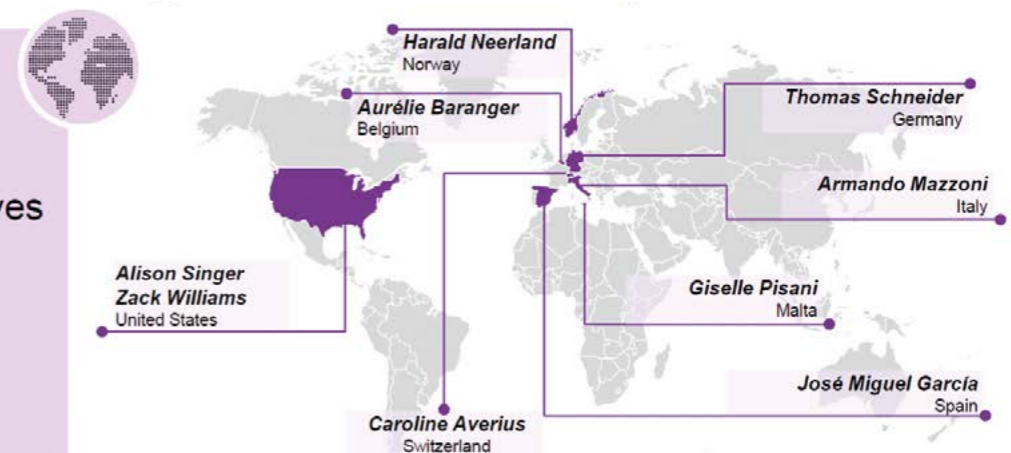 Harald Neerland
Norway
Aurélie Baranger
Belgium
Thomas Schneider
Germany
Armando Mazzoni
Italy
Alison Singer
Zack Williams
United States
Giselle Pisani
Malta
José Miguel García
Spain
Caroline Averius
Switzerland